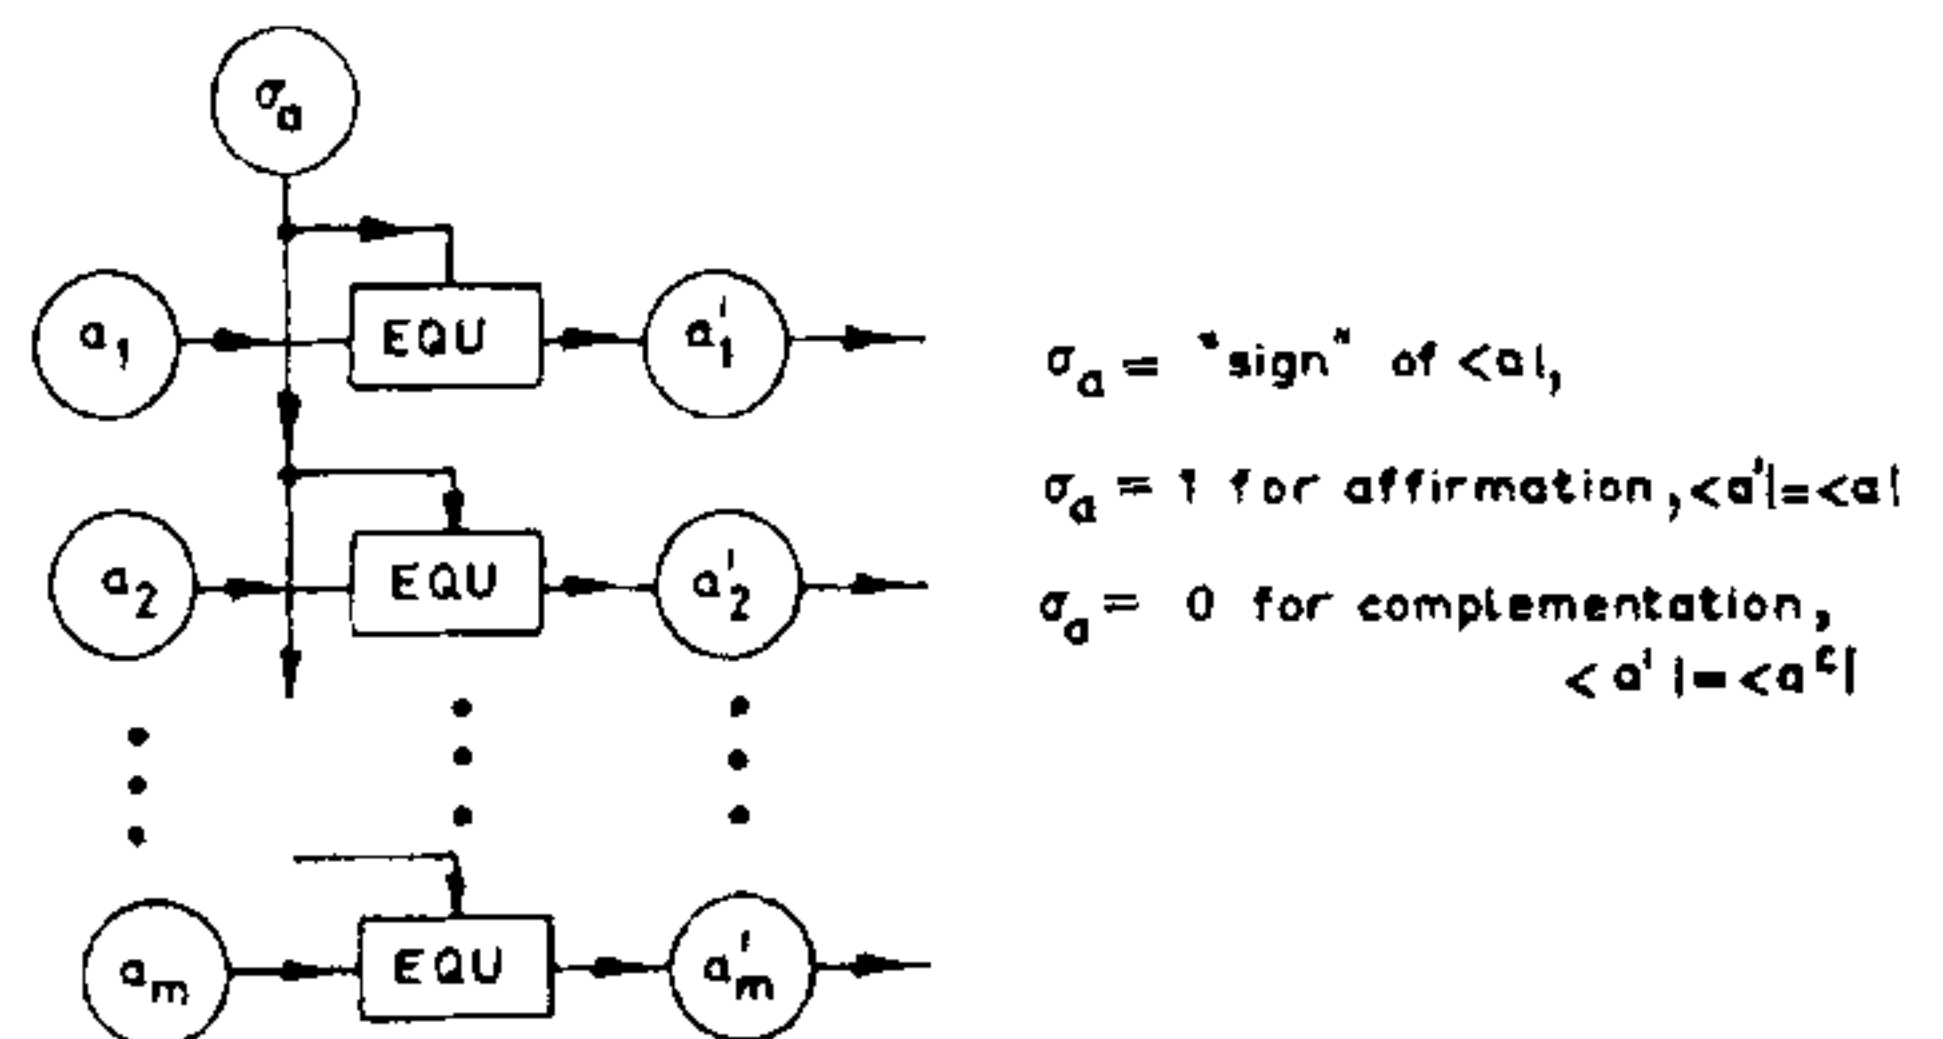 σₐ
a₁ EQU a'₁
σₐ = "sign" of <a|,
σₐ = 1 for affirmation, <a'|=<a|
a₂ EQU a'₂
σₐ = 0 for complementation,
<a'|=<aᶜ|
aₘ EQU a'ₘ